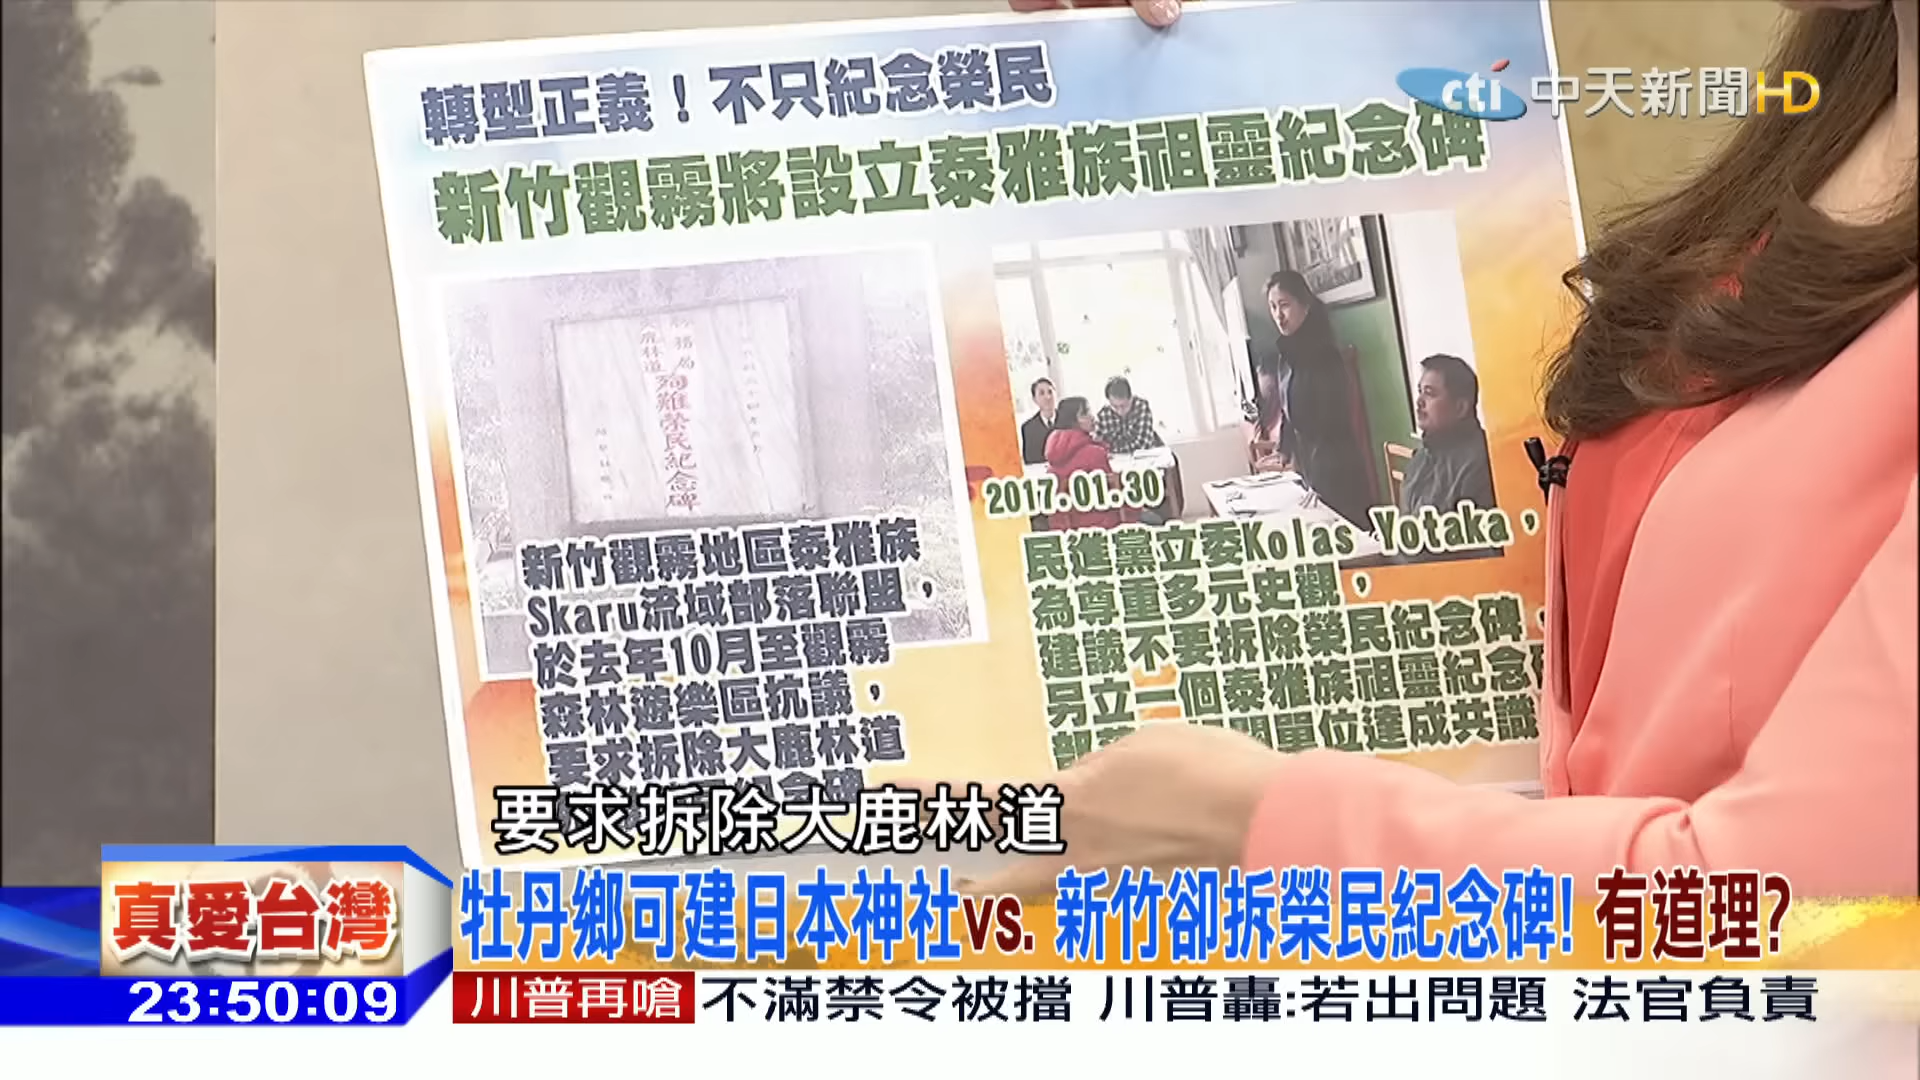 轉型正義！不只紀念榮民
cti 中天新聞HD
新竹觀霧將設立泰雅族祖靈紀念碑
務局
大鹿林道
殉難榮民紀念碑
新竹觀霧地區泰雅族
Skaru流域部落聯盟，
於去年10月至觀霧
森林遊樂區抗議，
要求拆除大鹿林道
紀念碑
2017.01.30
民進黨立委Kolas Yotaka，
為尊重多元史觀，
建議不要拆除榮民紀念碑，
另立一個泰雅族祖靈紀念碑
單位達成共識
要求拆除大鹿林道
真愛台灣
牡丹鄉可建日本神社vs. 新竹卻拆榮民紀念碑! 有道理?
23:50:09
川普再嗆 不滿禁令被擋 川普轟:若出問題 法官負責